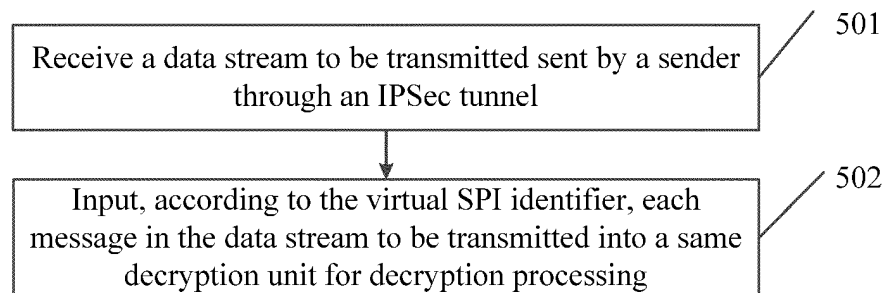 501
Receive a data stream to be transmitted sent by a sender
through an IPSec tunnel
502
Input, according to the virtual SPI identifier, each
message in the data stream to be transmitted into a same
decryption unit for decryption processing